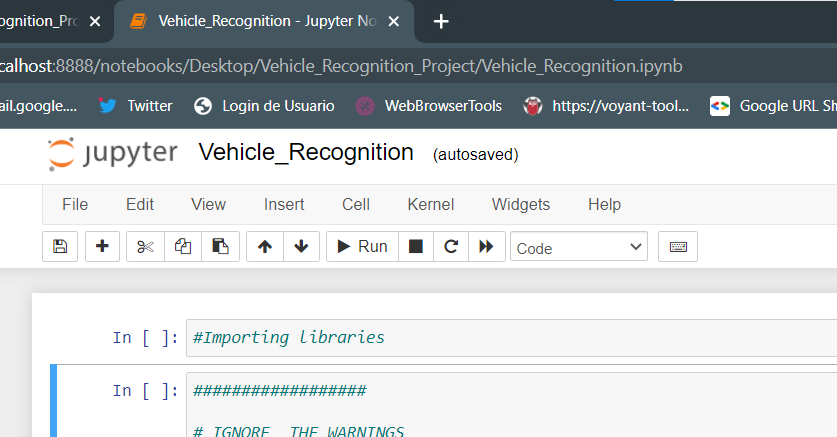 ognition_Pro
Vehicle_Recognition - Jupyter No
calhost:8888/notebooks/Desktop/Vehicle_Recognition_Project/Vehicle_Recognition.ipynb
ail.google.... Twitter Login de Usuario WebBrowserTools https://voyant-tool... Google URL Sh
jupyter Vehicle_Recognition (autosaved)
File Edit View Insert Cell Kernel Widgets Help
Run Code
In [ ]: #Importing libraries
In [ ]: ##################
# IGNORE THE WARNINGS